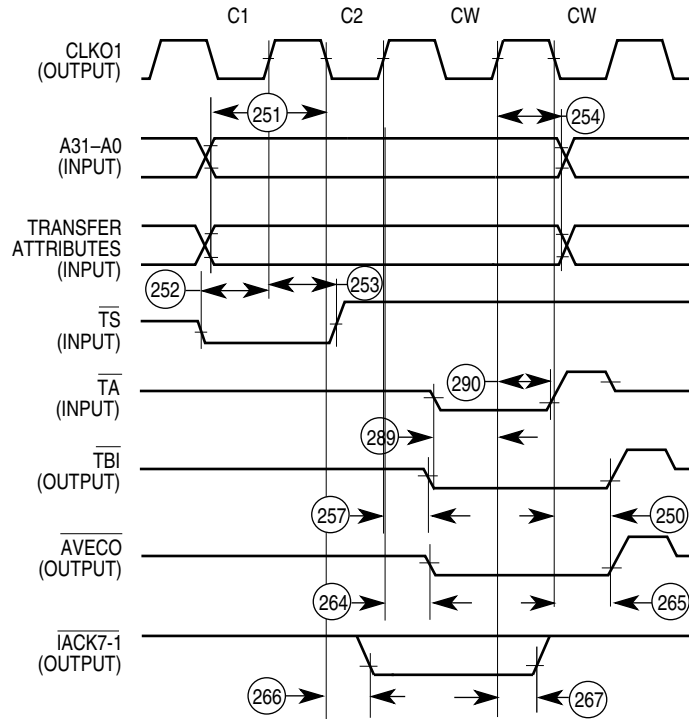 C1 C2 CW CW
CLKO1
(OUTPUT)
251
254
A31–A0
(INPUT)
TRANSFER
ATTRIBUTES
(INPUT)
252
253
TS
(INPUT)
290
TA
(INPUT)
289
TBI
(OUTPUT)
257
250
AVECO
(OUTPUT)
264
265
IACK7-1
(OUTPUT)
266
267